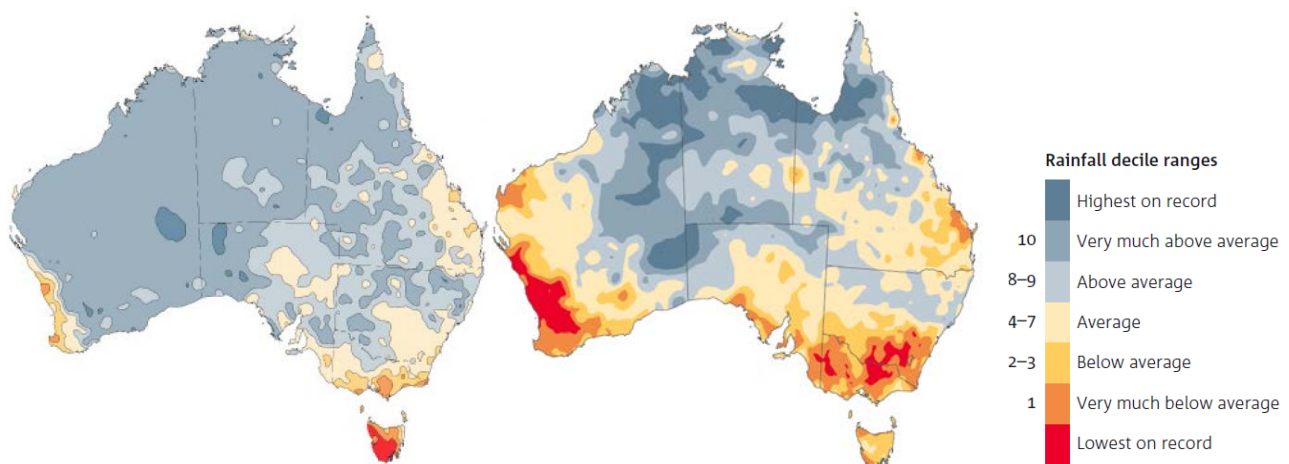 Rainfall decile ranges
Highest on record
10 Very much above average
8–9 Above average
4–7 Average
2–3 Below average
1 Very much below average
Lowest on record